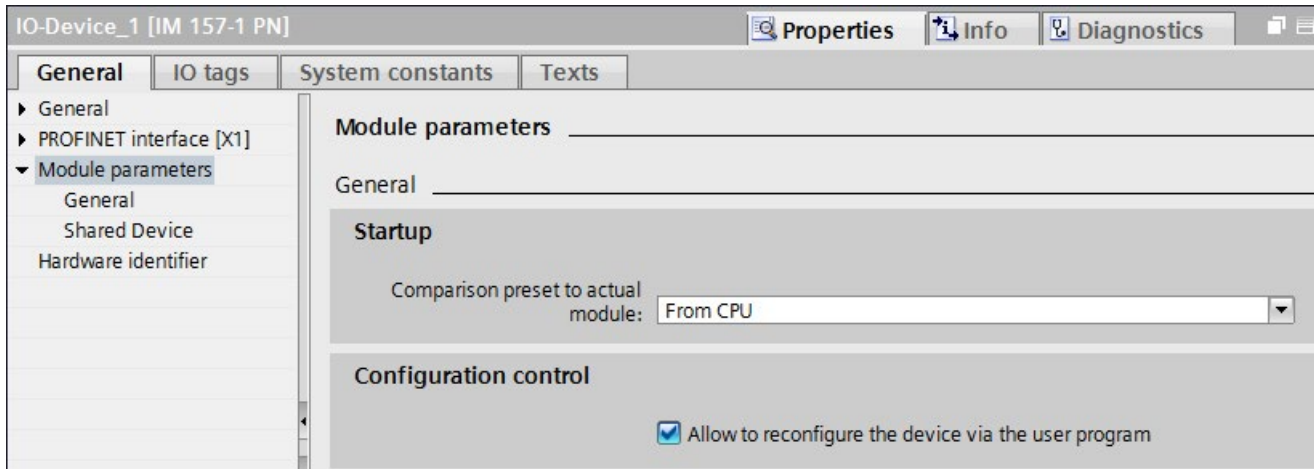 IO-Device_1 [IM 157-1 PN]
Properties
Info
Diagnostics
General
IO tags
System constants
Texts
General
PROFINET interface [X1]
Module parameters
General
Shared Device
Hardware identifier
Module parameters
General
Startup
Comparison preset to actual
module:
From CPU
Configuration control
Allow to reconfigure the device via the user program